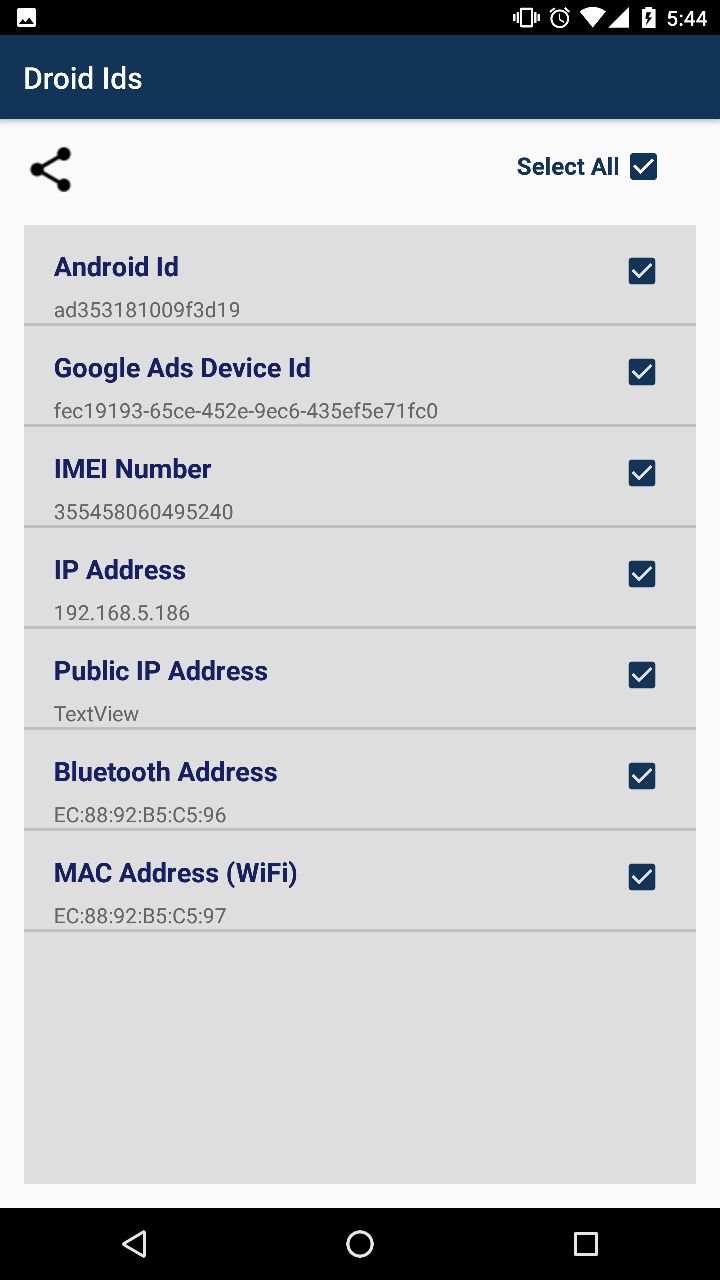 5:44
Droid Ids
Select All
Android Id
ad353181009f3d19
Google Ads Device Id
fec19193-65ce-452e-9ec6-435ef5e71fc0
IMEI Number
355458060495240
IP Address
192.168.5.186
Public IP Address
TextView
Bluetooth Address
EC:88:92:B5:C5:96
MAC Address (WiFi)
EC:88:92:B5:C5:97